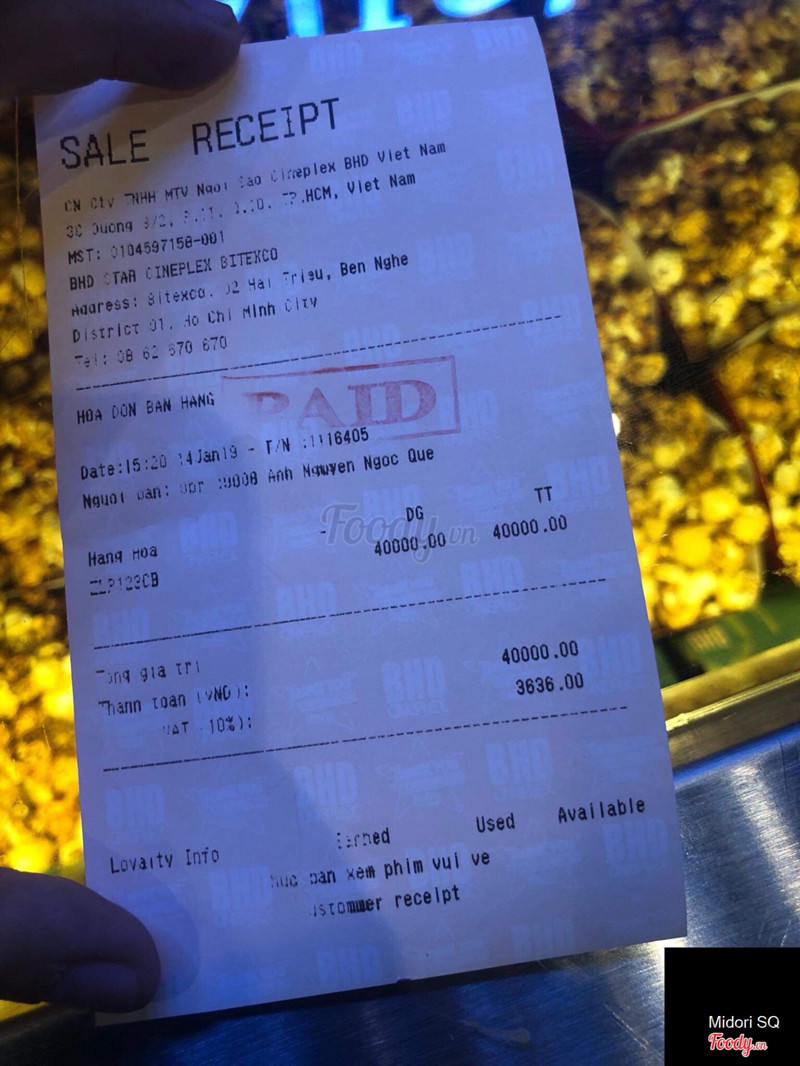 SALE RECEIPT
CN Cty TNHH MTV Ngoi Sao Cineplex BHD Viet Nam
3C Duong 3/2, P.11, Q.10, TP.HCM, Viet Nam
MST: 0104597158-001
BHD STAR CINEPLEX BITEXCO
Address: Bitexco, 02 Hai Trieu, Ben Nghe
District 01, Ho Chi Minh City
Tel: 08 62 670 670
HOA DON BAN HANG
PAID
Date:15:20 14Jan19 - T/N :1116405
Nguoi ban: Opr :9008 Anh Nguyen Ngoc Que
- DG TT
Hang Hoa 40000.00 40000.00
Tong gia tri
Thanh toan (VND): 40000.00
VAT (10%): 3636.00
Loyalty Info Earned Used Available
Chuc ban xem phim vui ve
Custommer receipt
Foody.vn
Midori SQ
Foody.vn